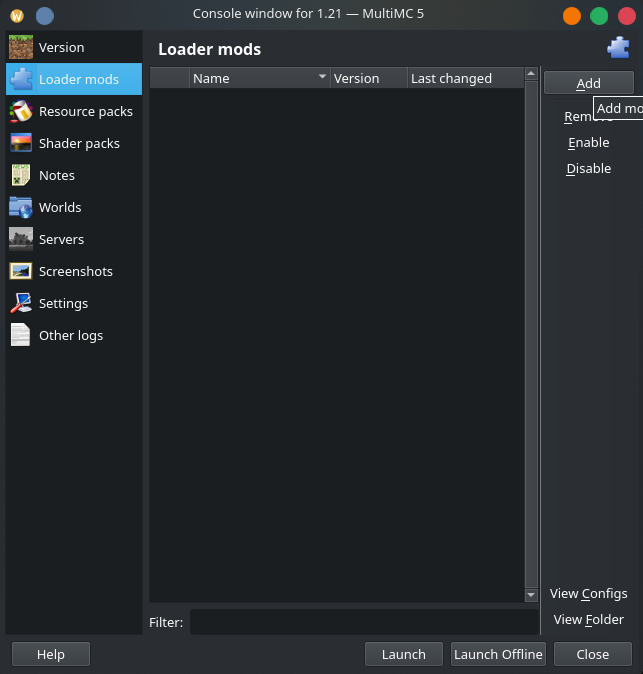 Console window for 1.21 — MultiMC 5
Version
Loader mods
Resource packs
Shader packs
Notes
Worlds
Servers
Screenshots
Settings
Other logs
Loader mods
Name Version Last changed
Add
Add mo
Remove
Enable
Disable
View Configs
View Folder
Filter:
Help Launch Launch Offline Close